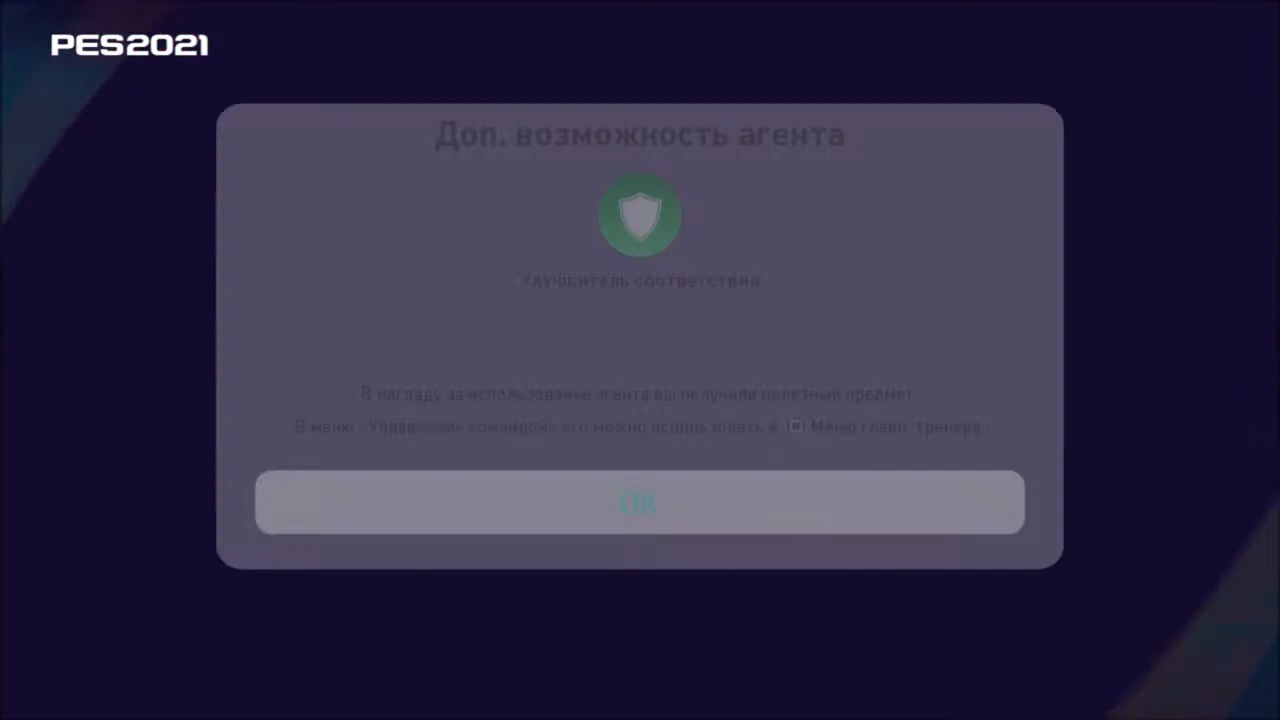 PES2021
Доп. возможность агента
Улучшитель соответствия
В награду за использование агента вы получили полезный предмет
В меню «Управление командой» его можно использовать в Меню главн. тренера.
OK